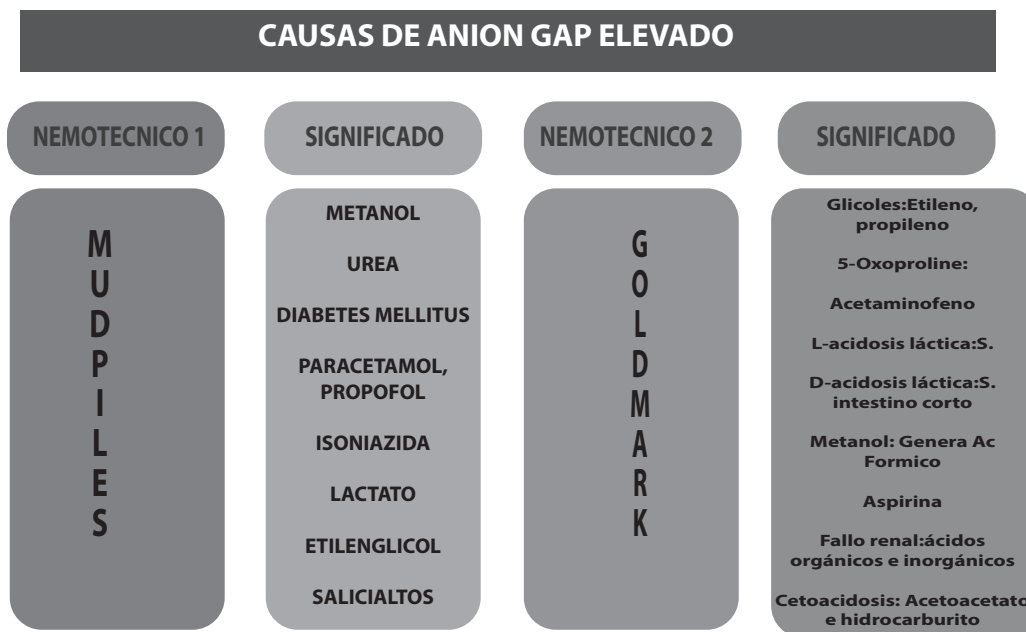 CAUSAS DE ANION GAP ELEVADO
NEMOTECNICO 1
SIGNIFICADO
NEMOTECNICO 2
SIGNIFICADO
M
U
D
P
I
L
E
S
METANOL
UREA
DIABETES MELLITUS
PARACETAMOL,
PROPOFOL
ISONIAZIDA
LACTATO
ETILENGLICOL
SALICIALTOS
G
O
L
D
M
A
R
K
Glicoles:Etileno,
propileno
5-Oxoproline:
Acetaminofeno
L-acidosis láctica:S.
D-acidosis láctica:S.
intestino corto
Metanol: Genera Ac
Formico
Aspirina
Fallo renal:ácidos
orgánicos e inorgánicos
Cetoacidosis: Acetoacetato
e hidrocarburito